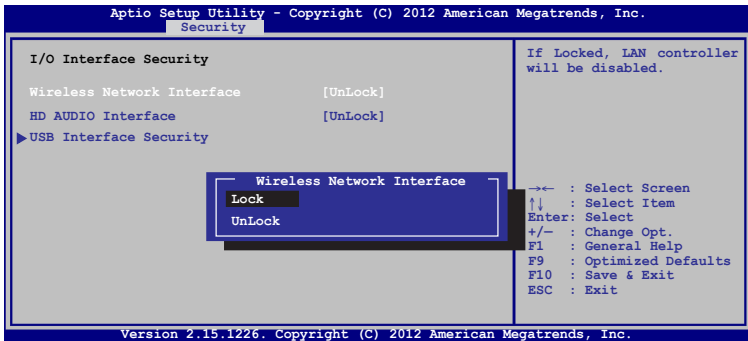 Aptio Setup Utility - Copyright (C) 2012 American Megatrends, Inc.
Security
I/O Interface Security
Wireless Network Interface [UnLock]
HD AUDIO Interface [UnLock]
USB Interface Security
If Locked, LAN controller
will be disabled.
Wireless Network Interface
Lock
UnLock
→← : Select Screen
↑↓ : Select Item
Enter: Select
+/— : Change Opt.
F1 : General Help
F9 : Optimized Defaults
F10 : Save & Exit
ESC : Exit
Version 2.15.1226. Copyright (C) 2012 American Megatrends, Inc.